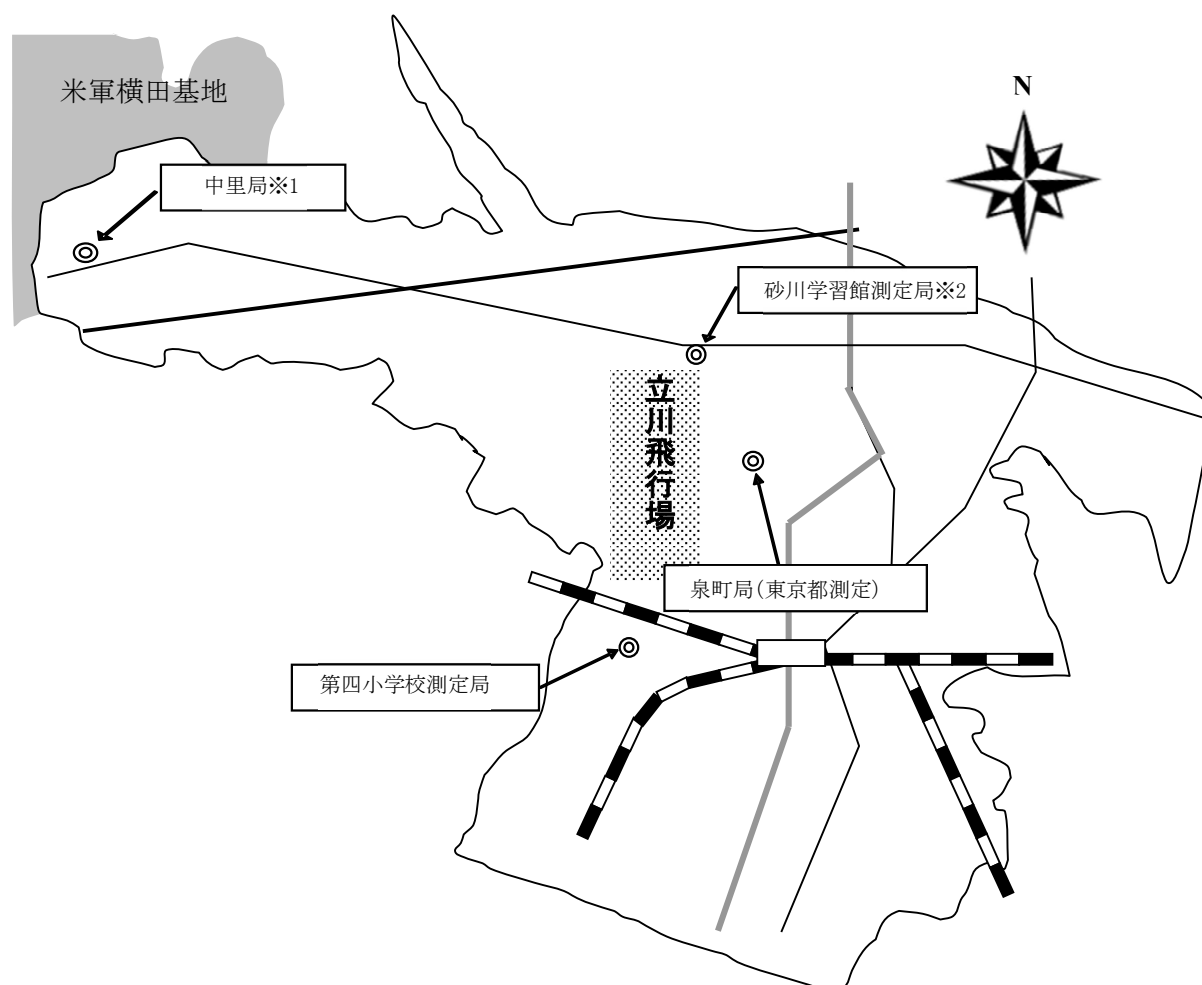 米軍横田基地
N
中里局※1
砂川学習館測定局※2
立川飛行場
泉町局(東京都測定)
第四小学校測定局